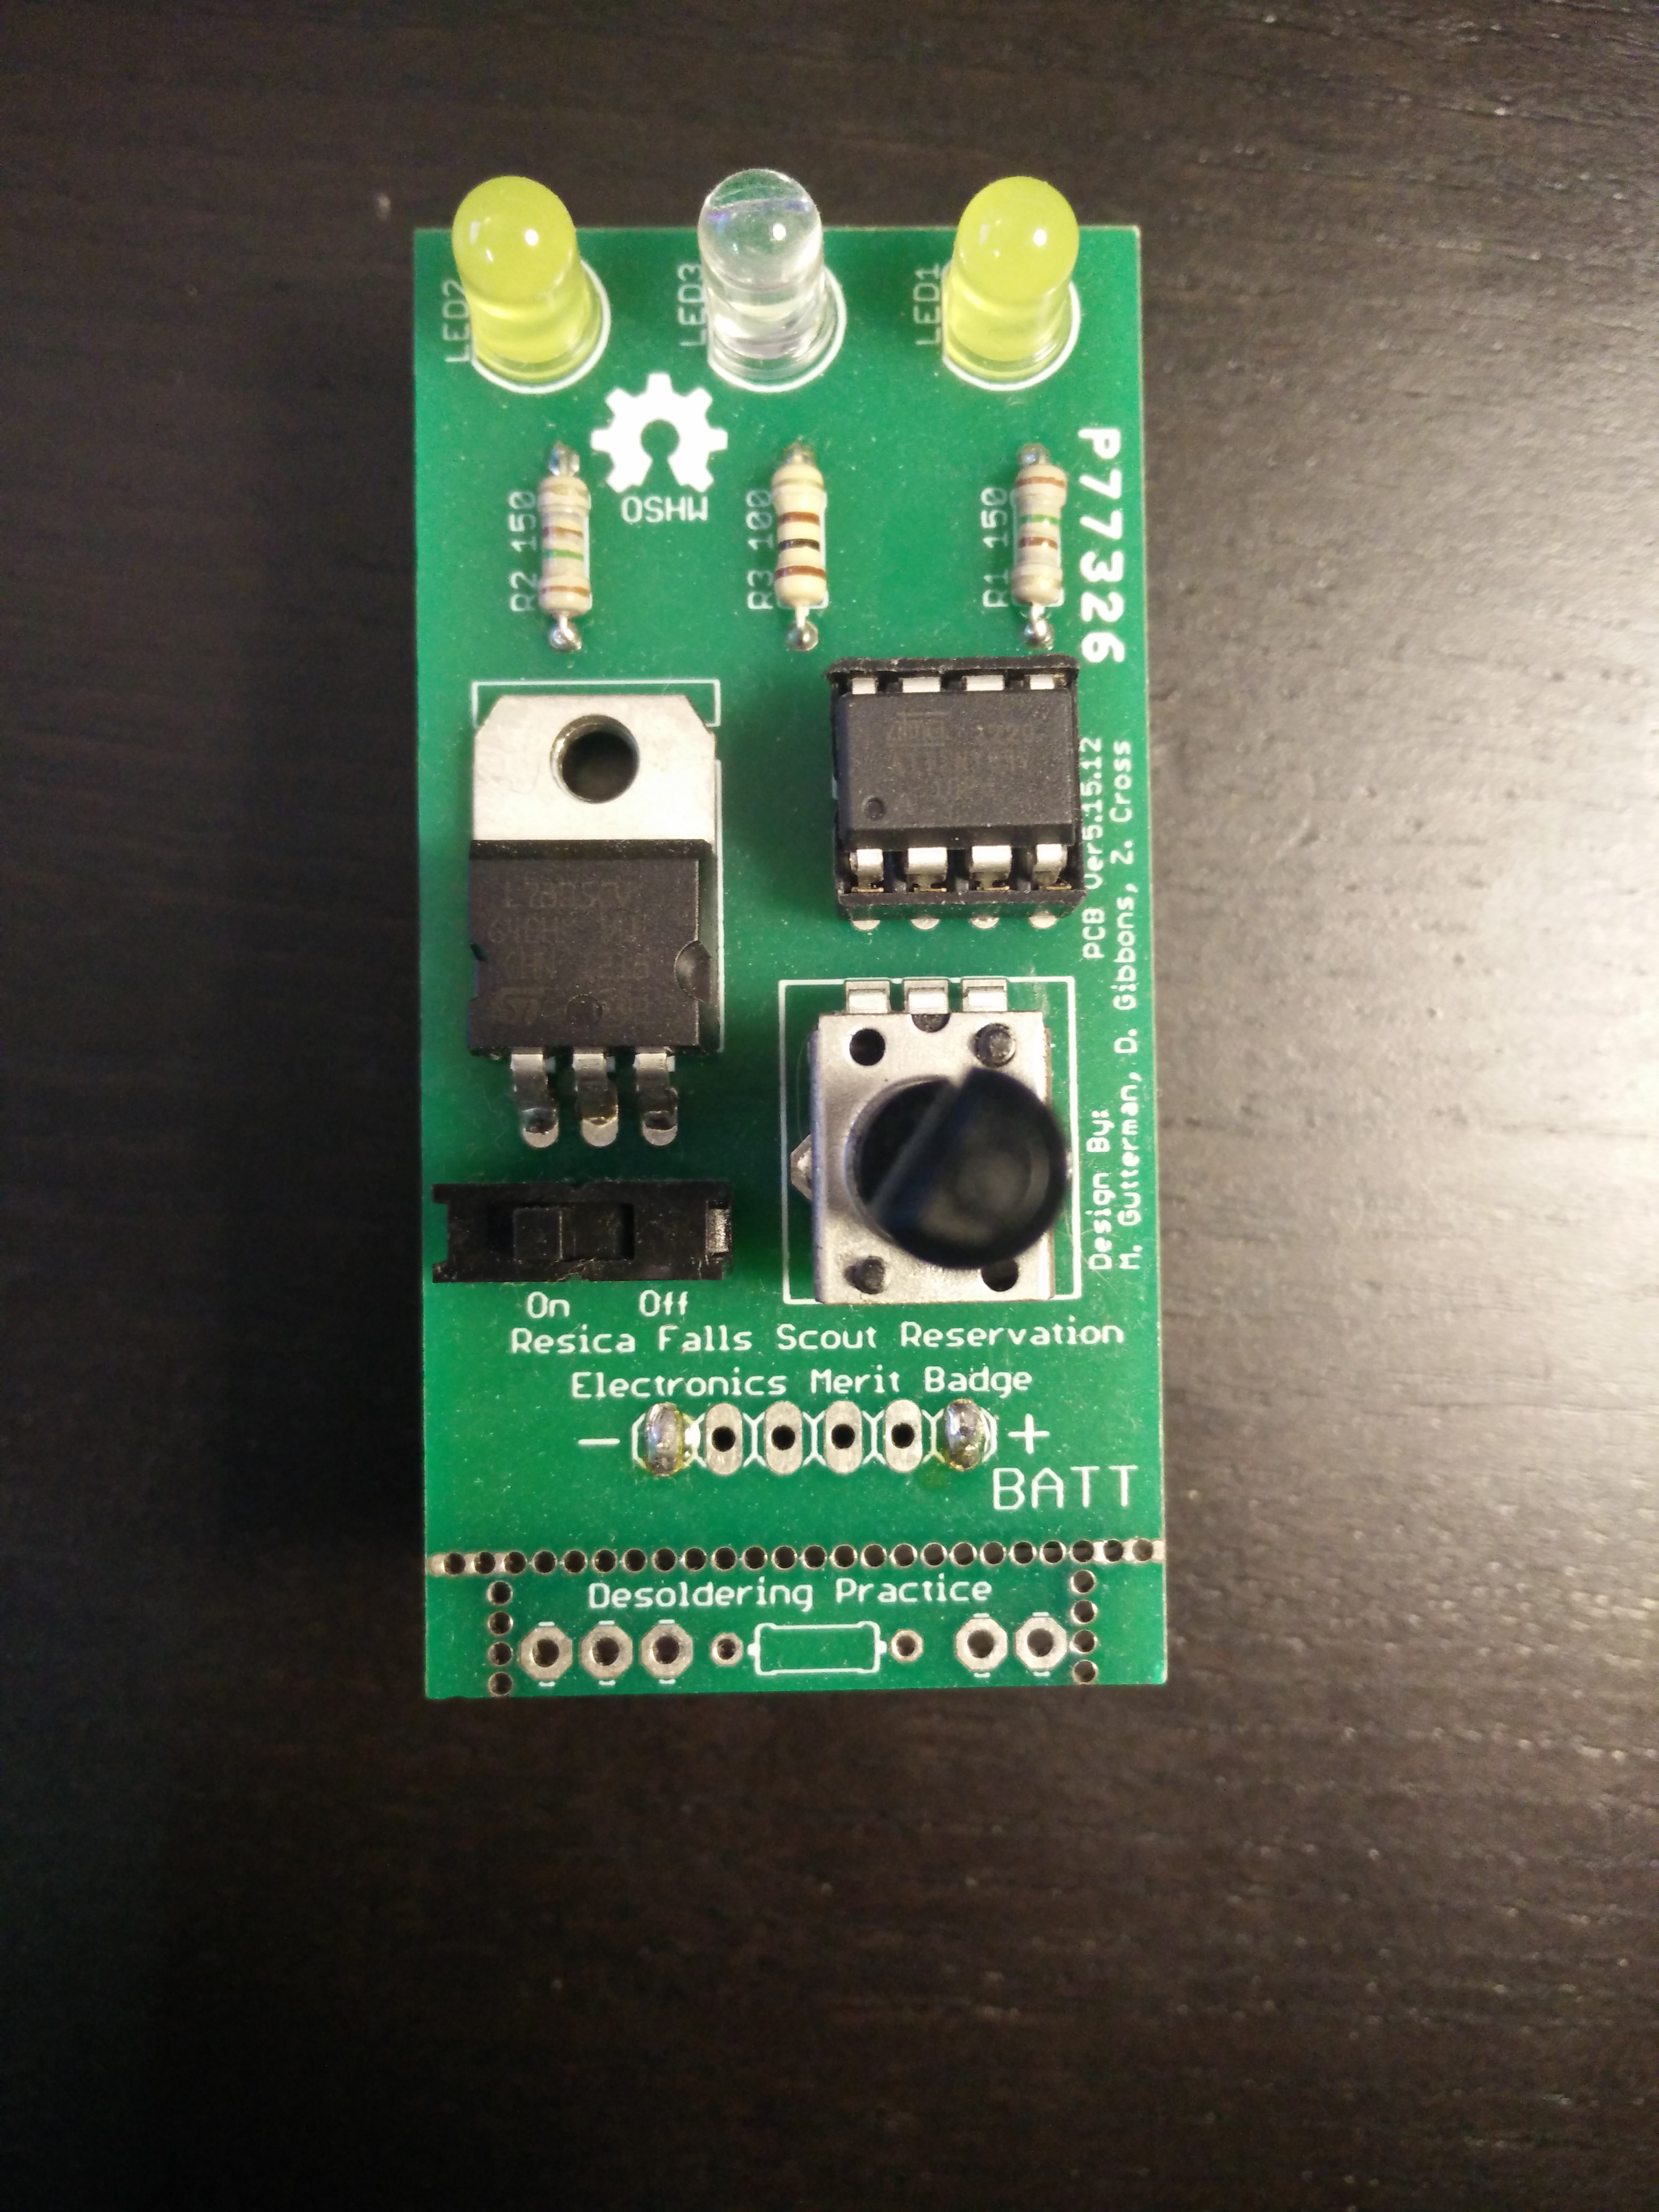 LED2
LED3
LED1
OSHW
R2 150
R3 100
R1 150
P77326
L7805CV
PCB Ver5.15.12
Design By:
M. Gutterman, D. Gibbons, Z. Cross
On Off
Resica Falls Scout Reservation
Electronics Merit Badge
- +
BATT
Desoldering Practice